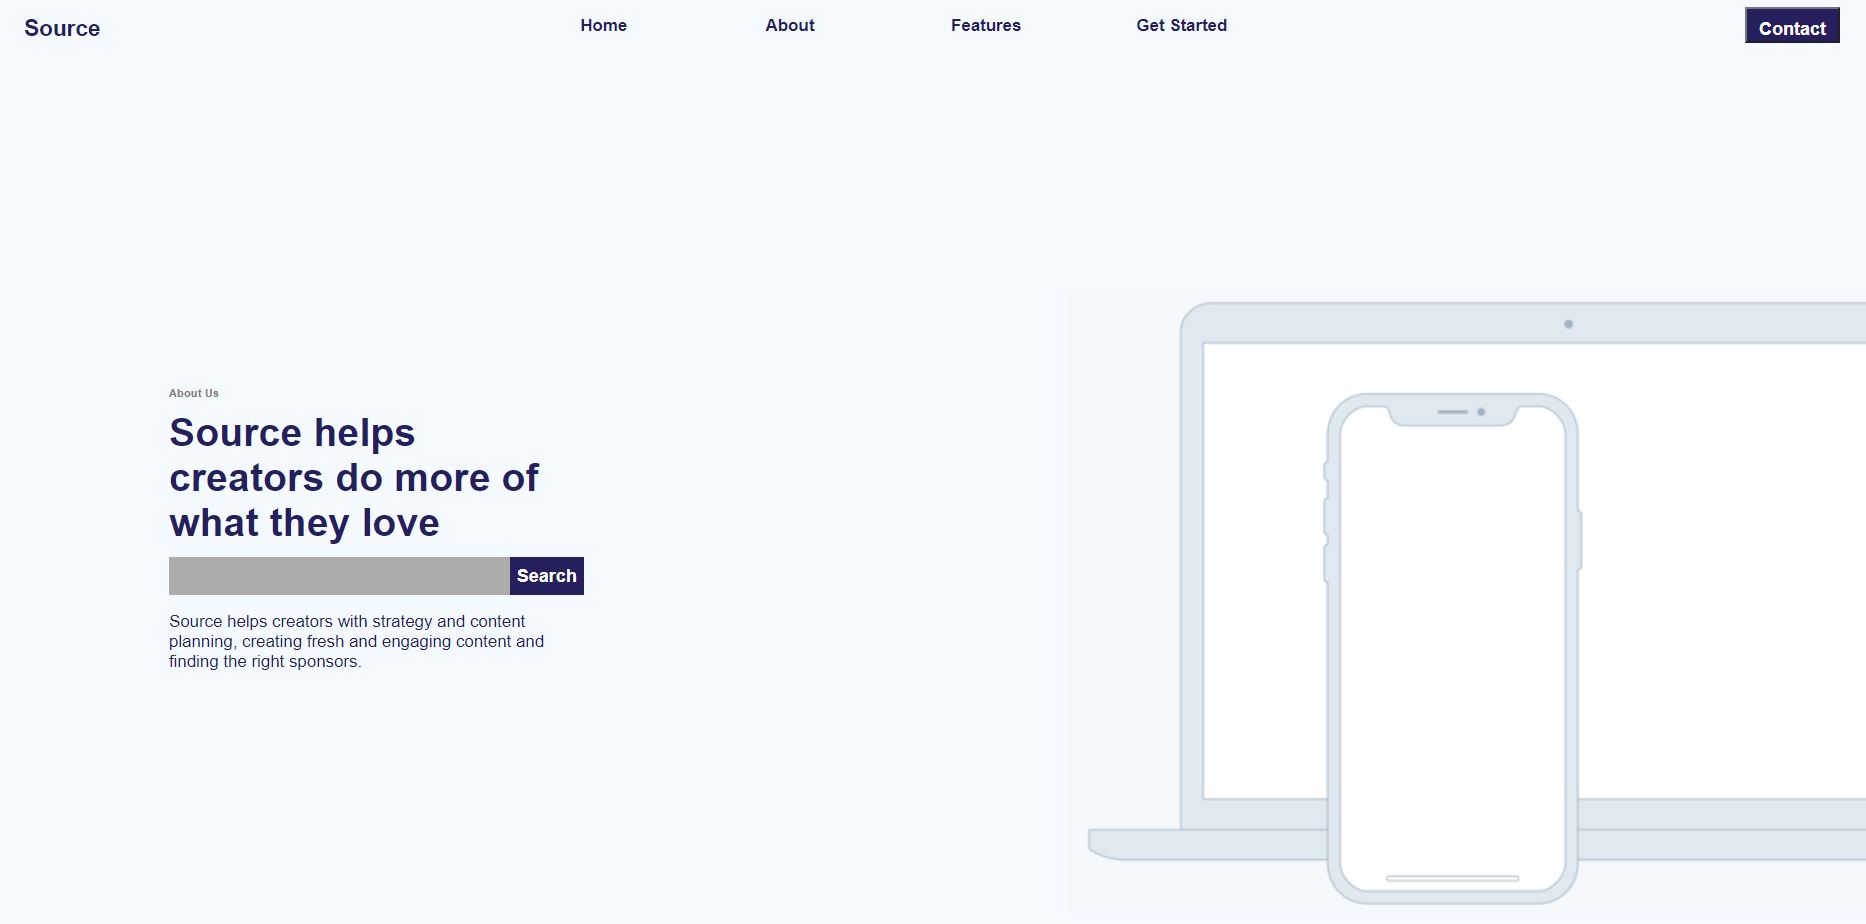 Source
Home
About
Features
Get Started
Contact
About Us
Source helps
creators do more of
what they love
Search
Source helps creators with strategy and content
planning, creating fresh and engaging content and
finding the right sponsors.